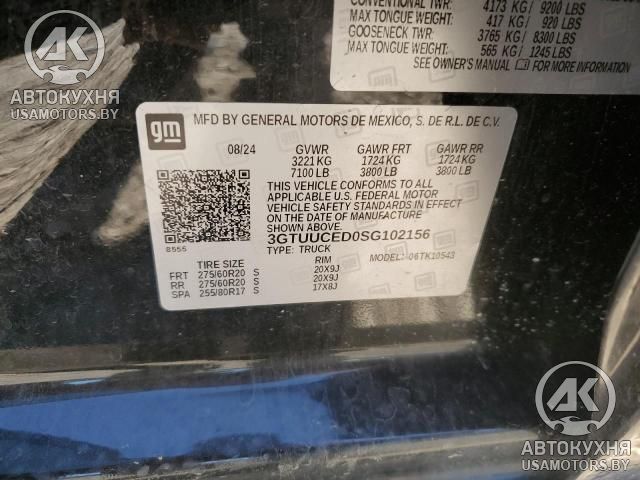 CONVENTIONAL TWR: 4173 KG / 9200 LBS
MAX TONGUE WEIGHT: 417 KG / 920 LBS
GOOSENECK TWR: 3765 KG / 8300 LBS
MAX TONGUE WEIGHT: 565 KG / 1245 LBS
SEE OWNER'S MANUAL FOR MORE INFORMATION
AK
АВТОКУХНЯ
USAMOTORS.BY
gm
MFD BY GENERAL MOTORS DE MEXICO, S. DE R.L. DE C.V.
08/24 GVWR GAWR FRT GAWR RR
3221 KG 1724 KG 1724 KG
7100 LB 3800 LB 3800 LB
THIS VEHICLE CONFORMS TO ALL
APPLICABLE U.S. FEDERAL MOTOR
VEHICLE SAFETY STANDARDS IN EFFECT
ON THE DATE OF MANUFACTURE
SHOWN ABOVE.
3GTUUCED0SG102156
8555
TYPE: TRUCK MODEL: 06TK10543
TIRE SIZE RIM
FRT 275/60R20 S 20X9J
RR 275/60R20 S 20X9J
SPA 255/80R17 S 17X8J
AK
АВТОКУХНЯ
USAMOTORS.BY